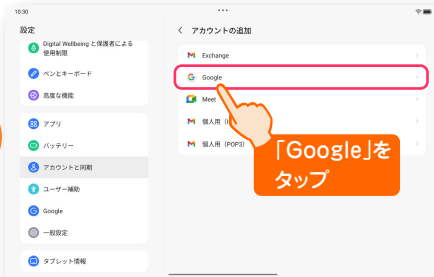 10:30
設定
Digital Wellbeing と保護者による
使用制限
ペンとキーボード
高度な機能
アプリ
バッテリー
アカウントと同期
ユーザー補助
Google
一般設定
タブレット情報
アカウントの追加
Exchange
Google
Meet
個人用
個人用（POP3）
「Google」を
タップ